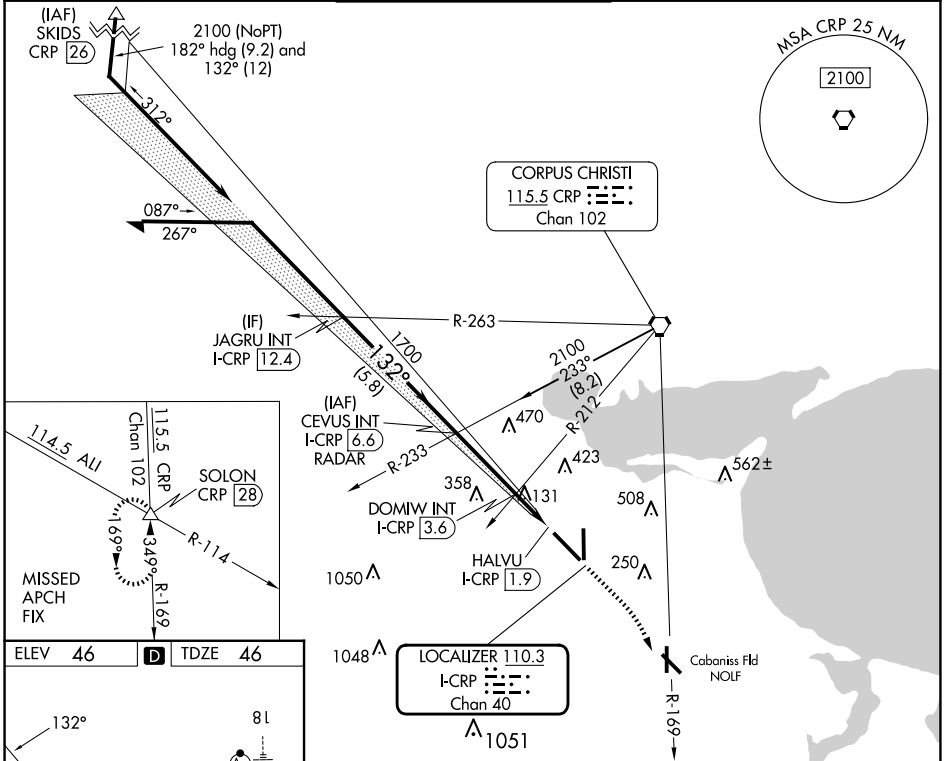 (IAF)
SKIDS
CRP 26
2100 (NoPT)
182° hdg (9.2) and
132° (12)
MSA CRP 25 NM
2100
312°
CORPUS CHRISTI
115.5 CRP
Chan 102
087°
267°
(IF)
JAGRU INT
I-CRP 12.4
R-263
1700
132°
(5.8)
2100
233°
(8.2)
R-212
(IAF)
CEVUS INT
I-CRP 6.6
RADAR
R-233
470
423
562±
358
131
508
DOMIW INT
I-CRP 3.6
HALVU
I-CRP 1.9
250
1050
1048
114.5 ALI
115.5 CRP
Chan 102
SOLON
CRP 28
R-114
169°
349°
R-169
MISSED
APCH
FIX
LOCALIZER 110.3
I-CRP
Chan 40
1051
Cabaniss Fld
NOLF
R-169
ELEV 46
D
TDZE 46
132°
18
A